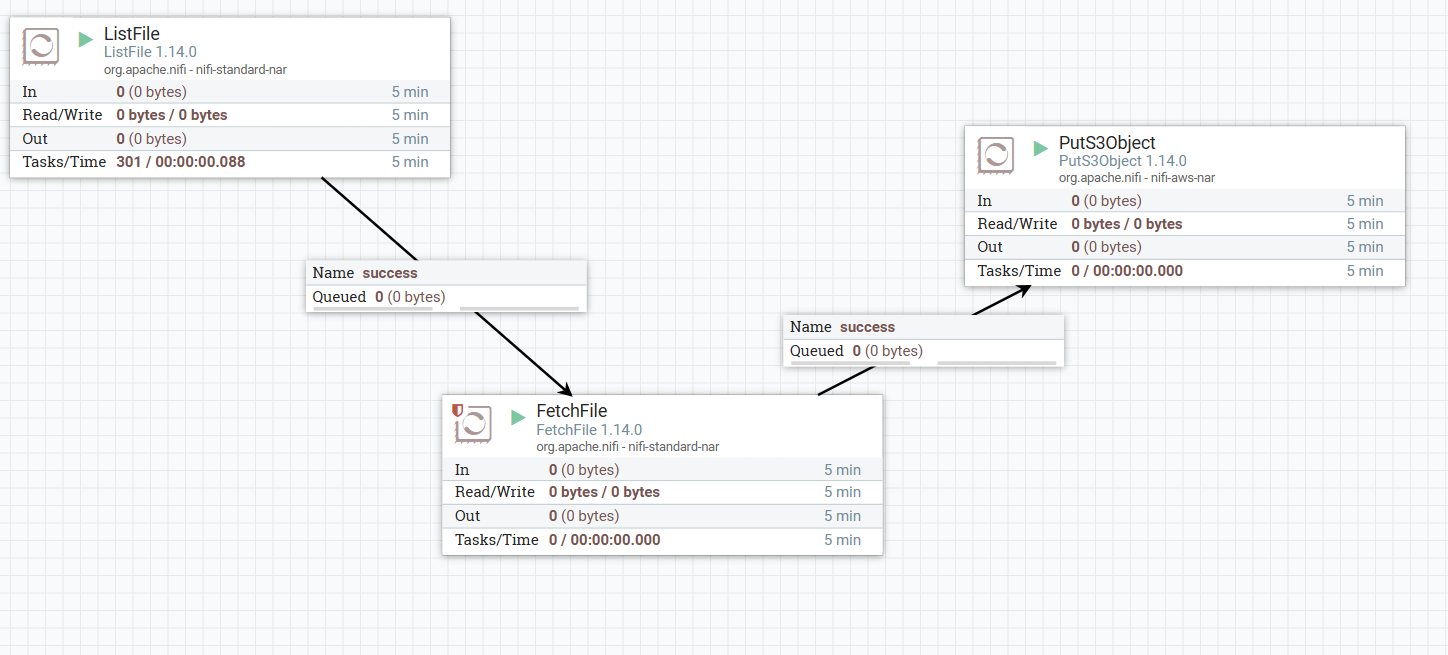 ListFile
ListFile 1.14.0
org.apache.nifi - nifi-standard-nar
In 0 (0 bytes) 5 min
Read/Write 0 bytes / 0 bytes 5 min
Out 0 (0 bytes) 5 min
Tasks/Time 301 / 00:00:00.088 5 min
Name success
Queued 0 (0 bytes)
FetchFile
FetchFile 1.14.0
org.apache.nifi - nifi-standard-nar
In 0 (0 bytes) 5 min
Read/Write 0 bytes / 0 bytes 5 min
Out 0 (0 bytes) 5 min
Tasks/Time 0 / 00:00:00.000 5 min
Name success
Queued 0 (0 bytes)
PutS3Object
PutS3Object 1.14.0
org.apache.nifi - nifi-aws-nar
In 0 (0 bytes) 5 min
Read/Write 0 bytes / 0 bytes 5 min
Out 0 (0 bytes) 5 min
Tasks/Time 0 / 00:00:00.000 5 min